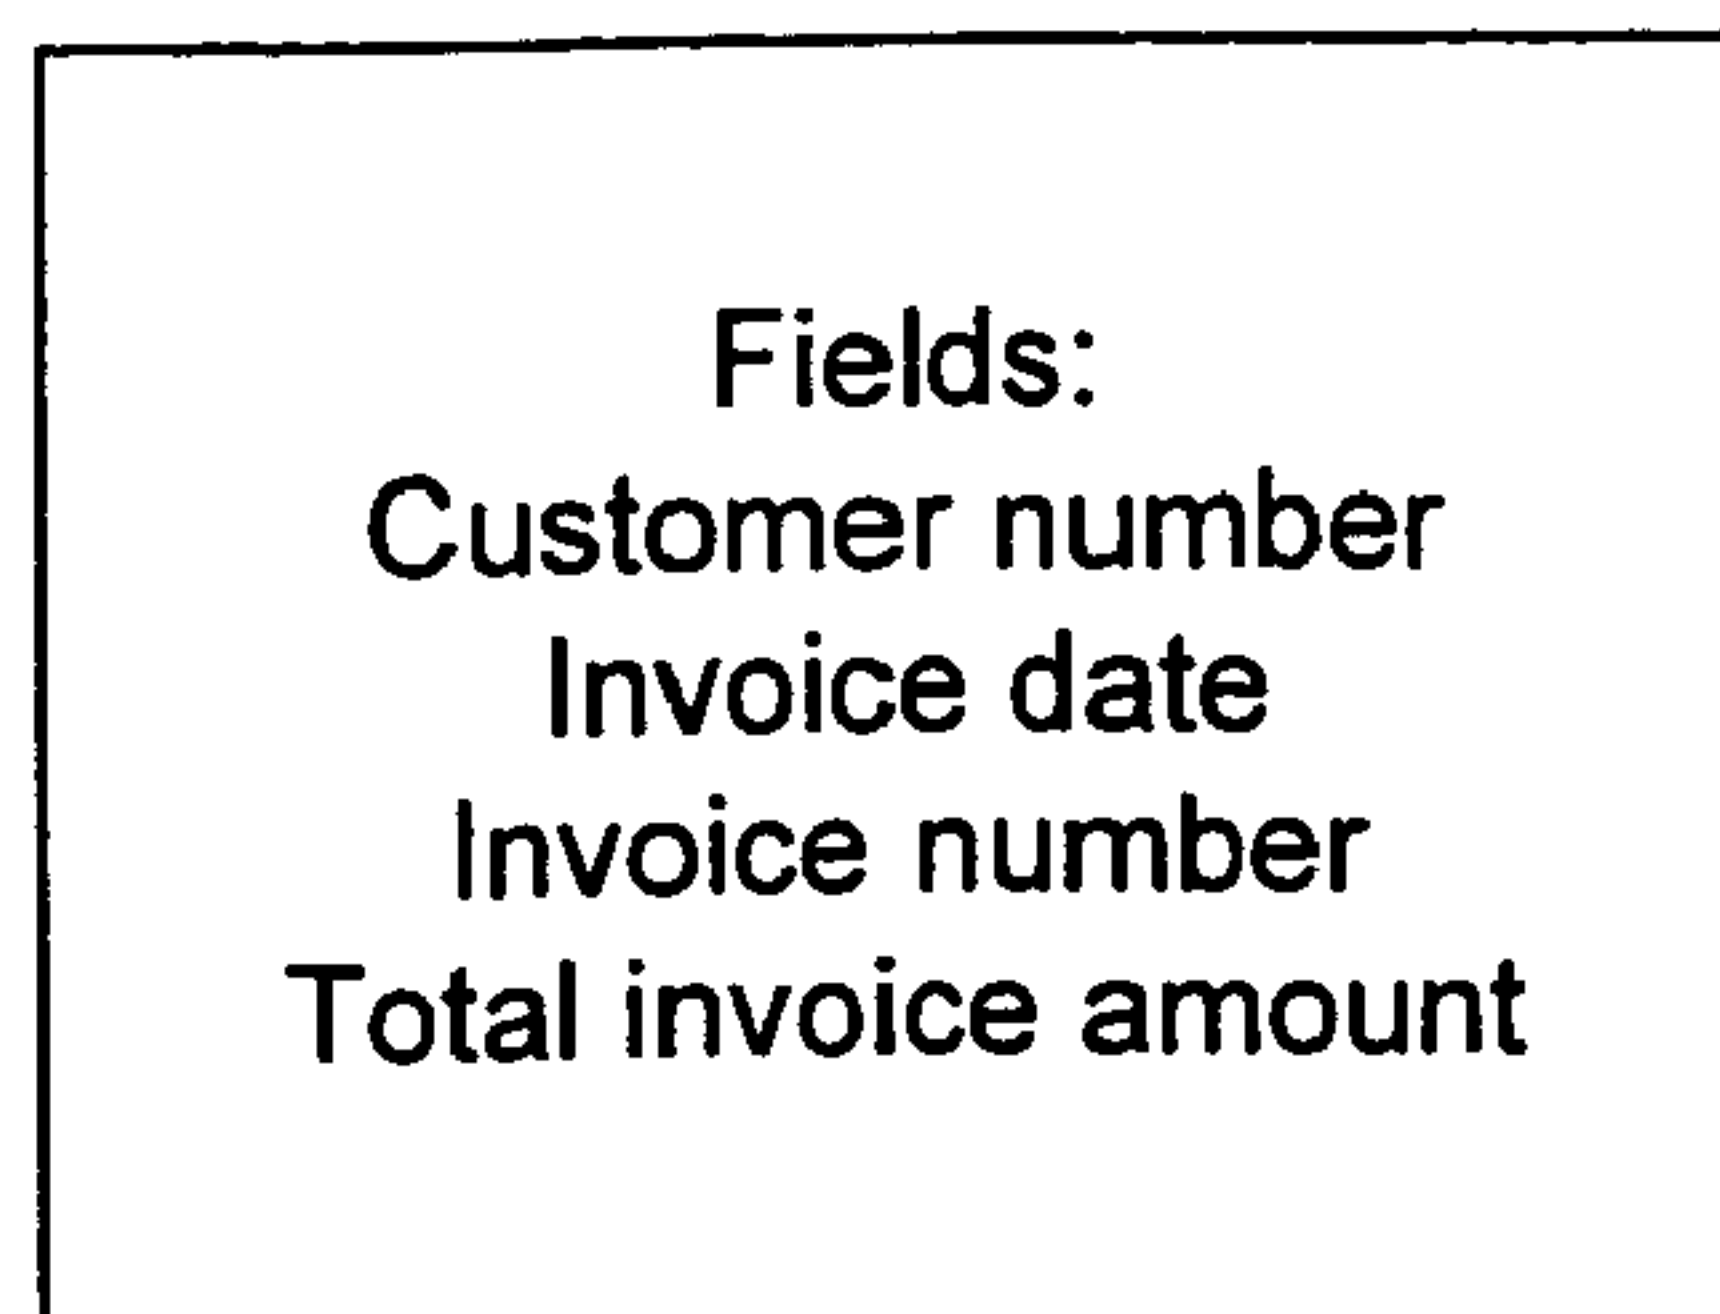 Fields:
Customer number
Invoice date
Invoice number
Total invoice amount